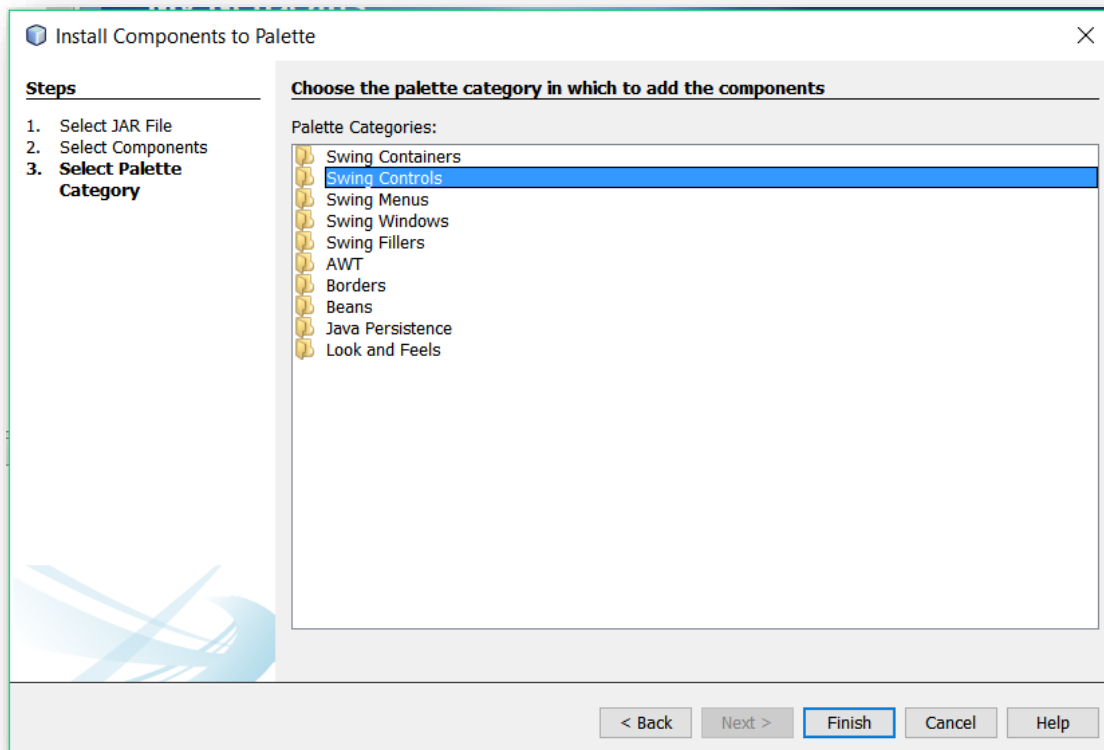 Install Components to Palette
Steps
1. Select JAR File
2. Select Components
3. Select Palette
Category
Choose the palette category in which to add the components
Palette Categories:
Swing Containers
Swing Controls
Swing Menus
Swing Windows
Swing Fillers
AWT
Borders
Beans
Java Persistence
Look and Feels
< Back
Next >
Finish
Cancel
Help